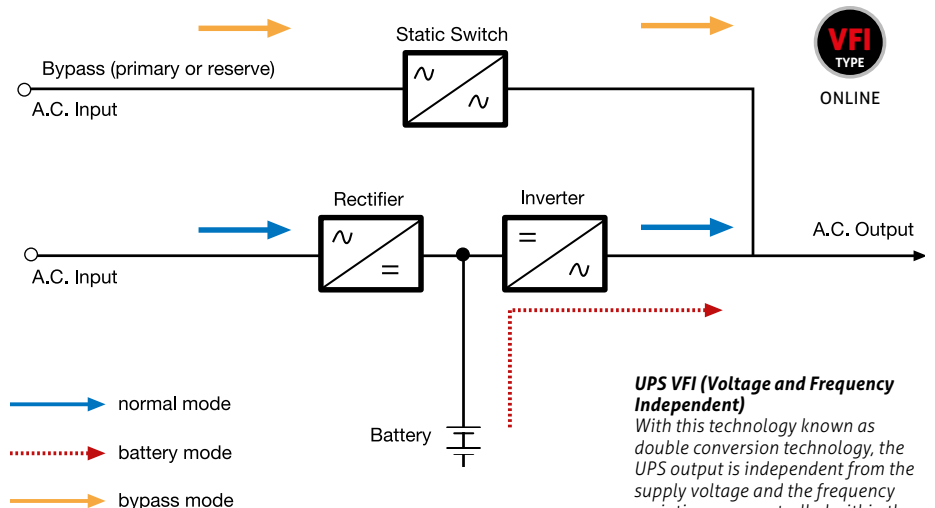 Static Switch
VFI
TYPE
ONLINE
Bypass (primary or reserve)
A.C. Input
Rectifier
Inverter
A.C. Output
A.C. Input
normal mode
battery mode
bypass mode
Battery
UPS VFI (Voltage and Frequency
Independent)
With this technology known as
double conversion technology, the
UPS output is independent from the
supply voltage and the frequency